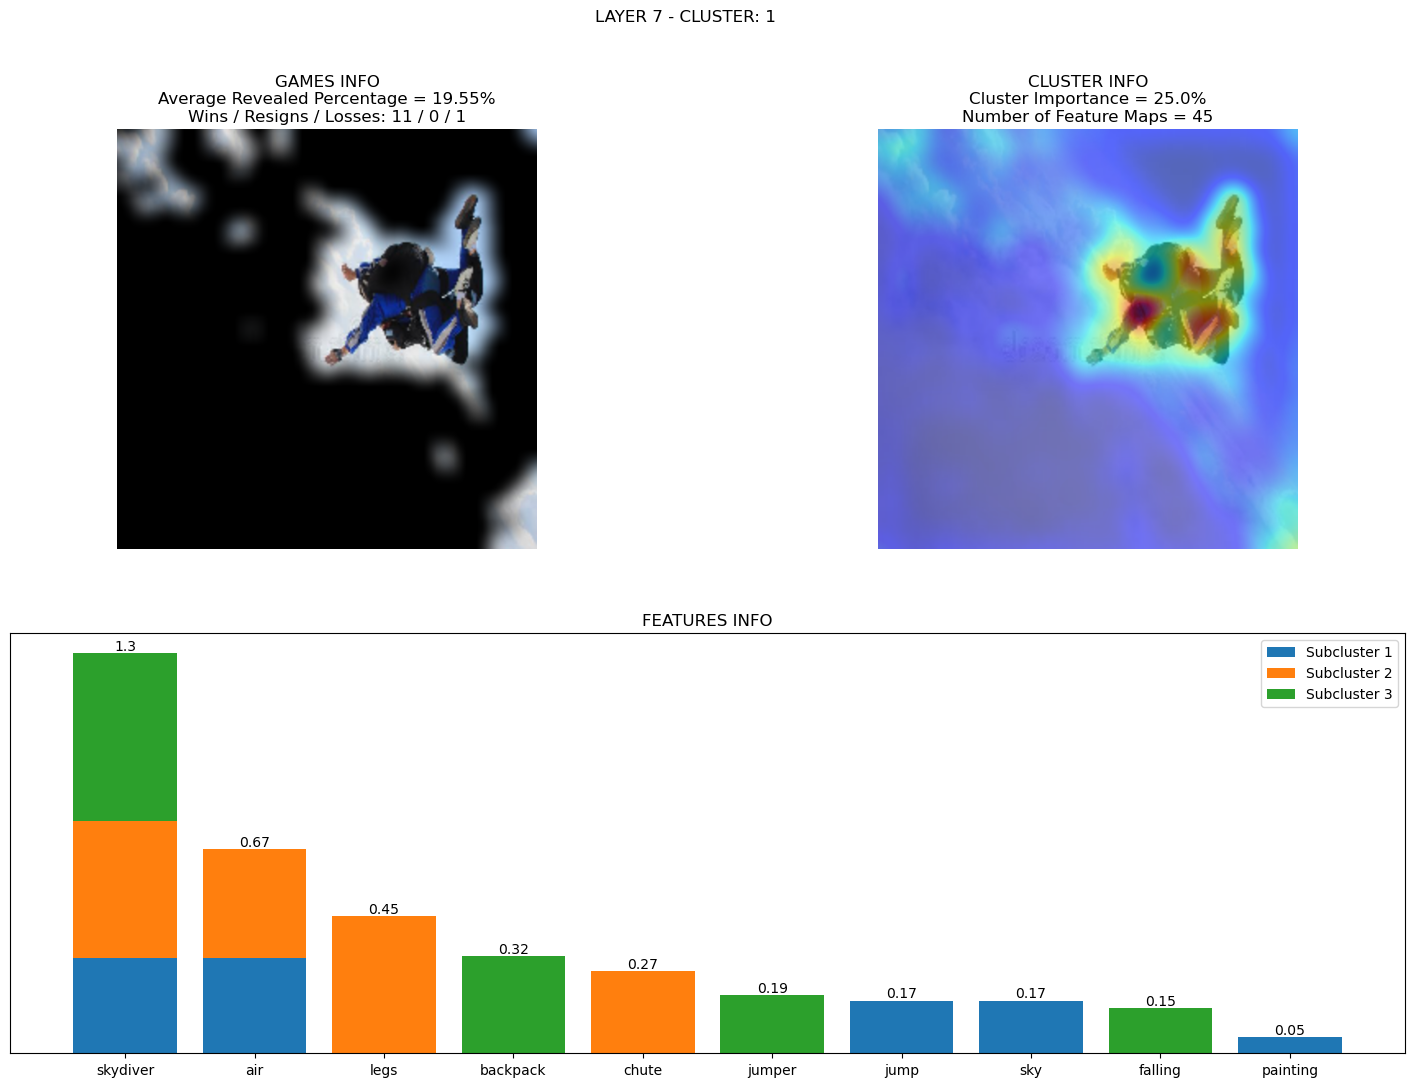 LAYER 7 - CLUSTER: 1
GAMES INFO
Average Revealed Percentage = 19.55%
Wins / Resigns / Losses: 11 / 0 / 1
CLUSTER INFO
Cluster Importance = 25.0%
Number of Feature Maps = 45
FEATURES INFO
Subcluster 1
Subcluster 2
Subcluster 3
1.3
0.67
0.45
0.32
0.27
0.19
0.17
0.17
0.15
0.05
skydiver
air
legs
backpack
chute
jumper
jump
sky
falling
painting